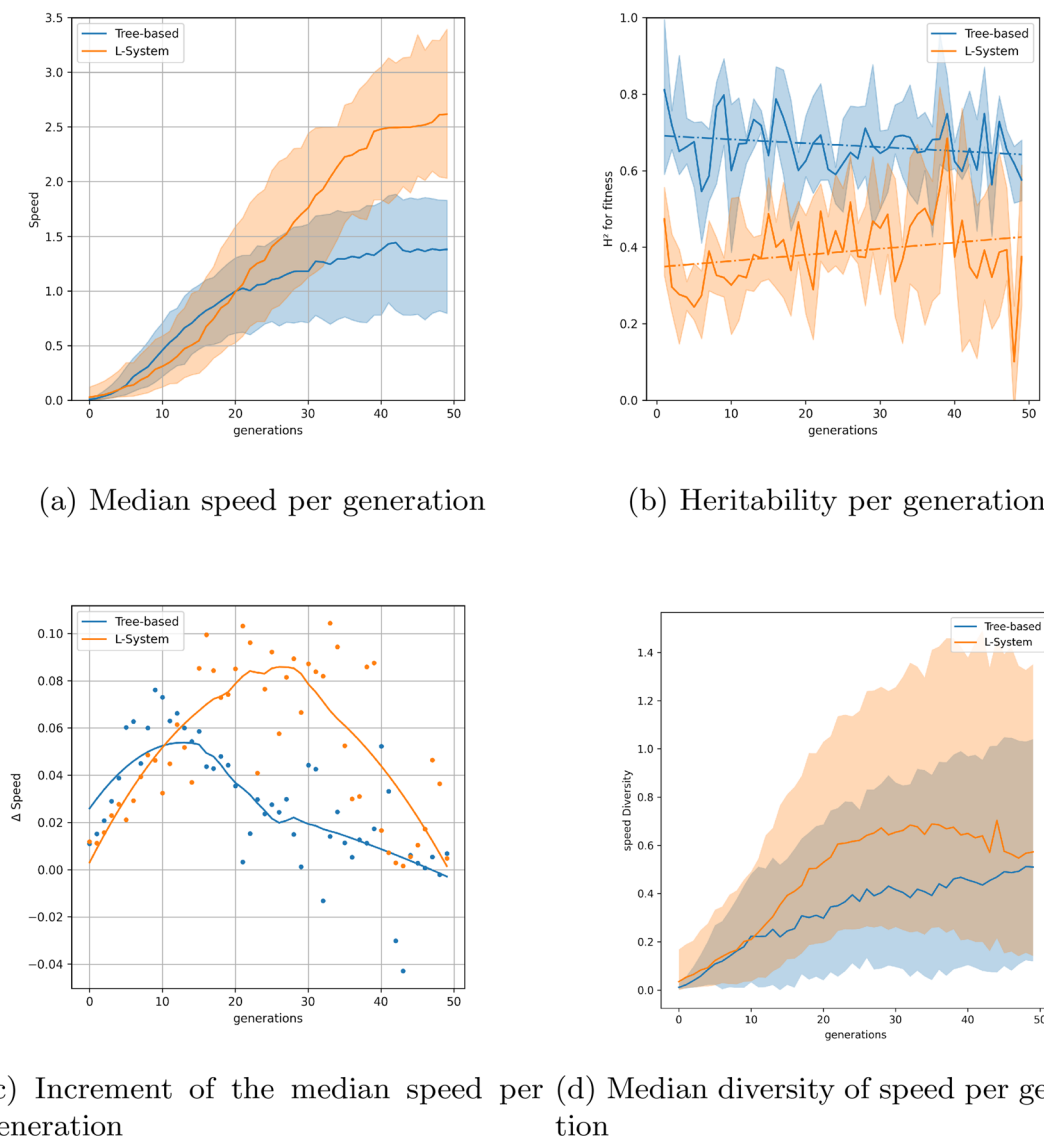 3.5
3.0
2.5
2.0
1.5
1.0
0.5
0.0
Speed
Tree-based
L-System
0 10 20 30 40 50
generations
1.0
0.8
0.6
0.4
0.2
0.0
H² for fitness
Tree-based
L-System
0 10 20 30 40 50
generations
(a) Median speed per generation
(b) Heritability per generation
0.10
0.08
0.06
0.04
0.02
0.00
−0.02
−0.04
Δ Speed
Tree-based
L-System
0 10 20 30 40 50
generations
1.4
1.2
1.0
0.8
0.6
0.4
0.2
0.0
speed Diversity
Tree-based
L-System
0 10 20 30 40 50
generations
c) Increment of the median speed per
eneration
(d) Median diversity of speed per ge
tion